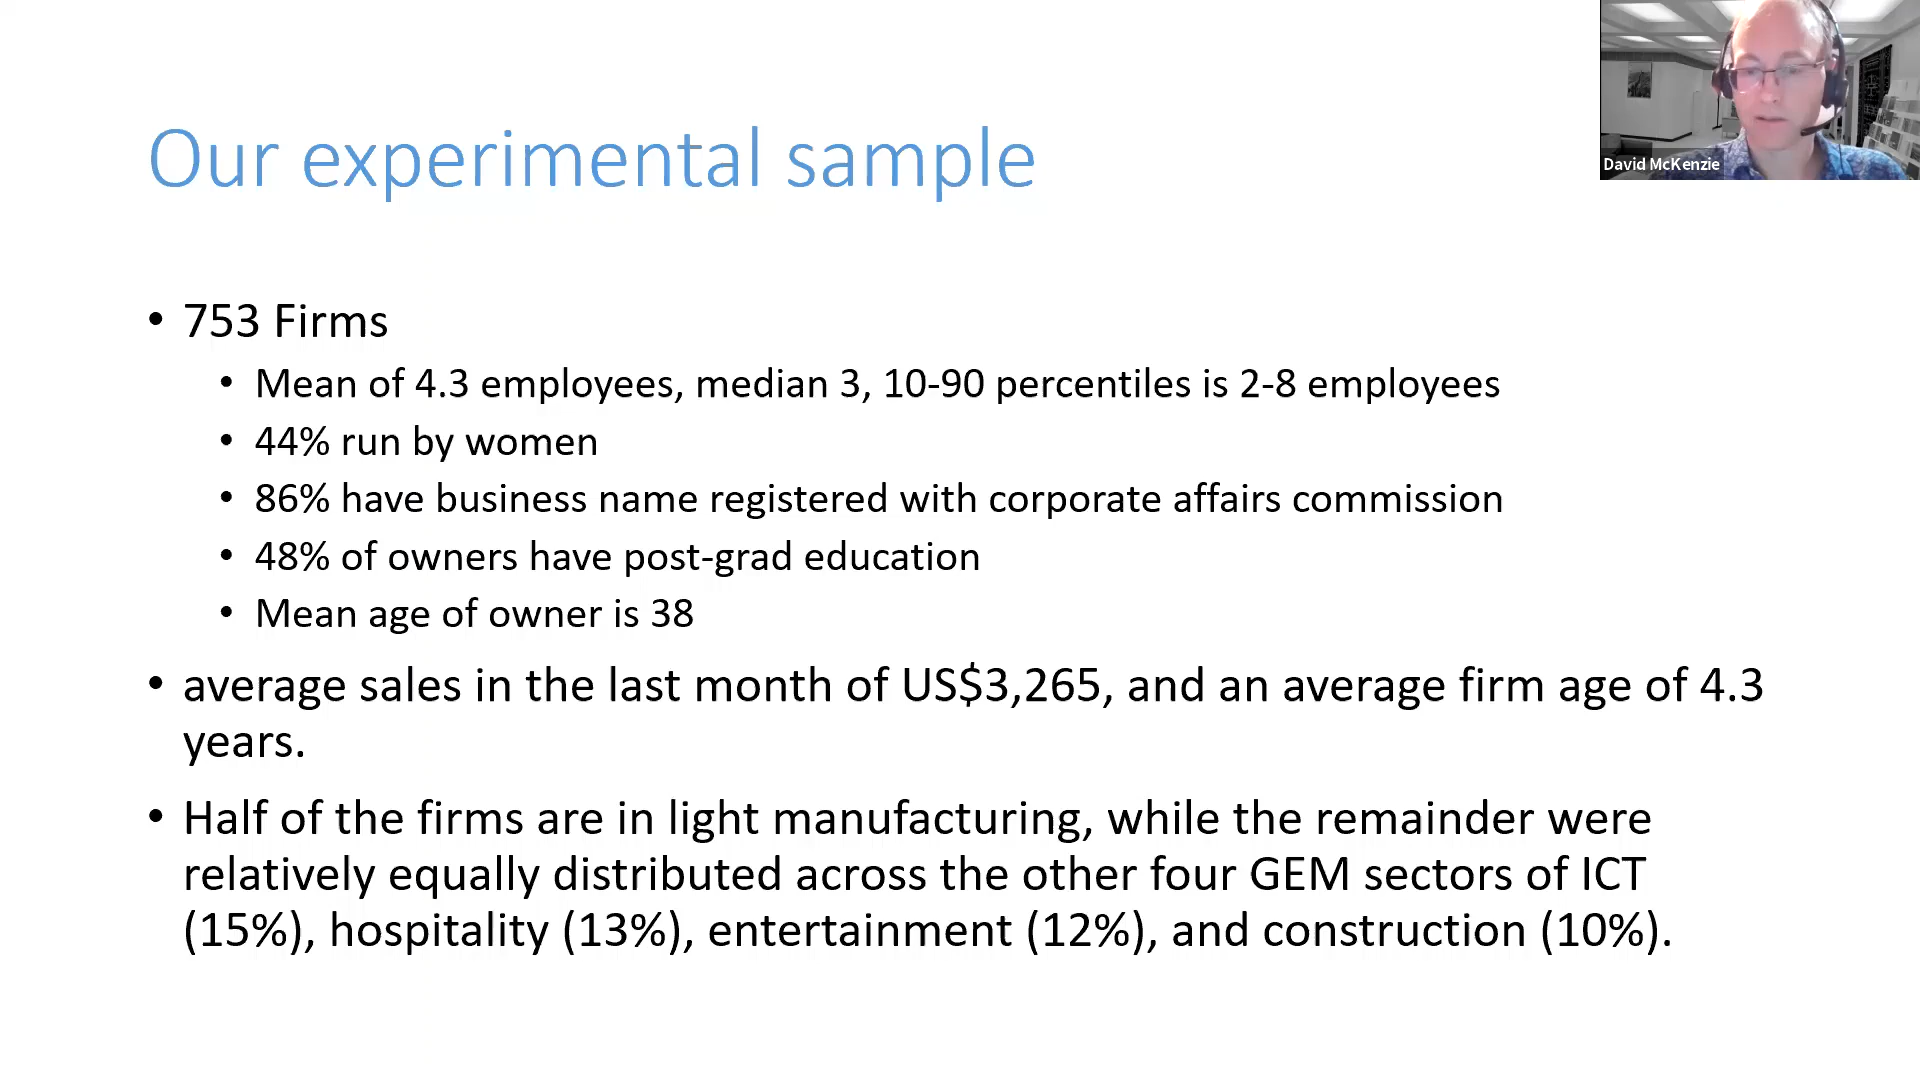 Our experimental sample
David McKenzie
• 753 Firms
• Mean of 4.3 employees, median 3, 10-90 percentiles is 2-8 employees
• 44% run by women
• 86% have business name registered with corporate affairs commission
• 48% of owners have post-grad education
• Mean age of owner is 38
• average sales in the last month of US$3,265, and an average firm age of 4.3
years.
• Half of the firms are in light manufacturing, while the remainder were
relatively equally distributed across the other four GEM sectors of ICT
(15%), hospitality (13%), entertainment (12%), and construction (10%).